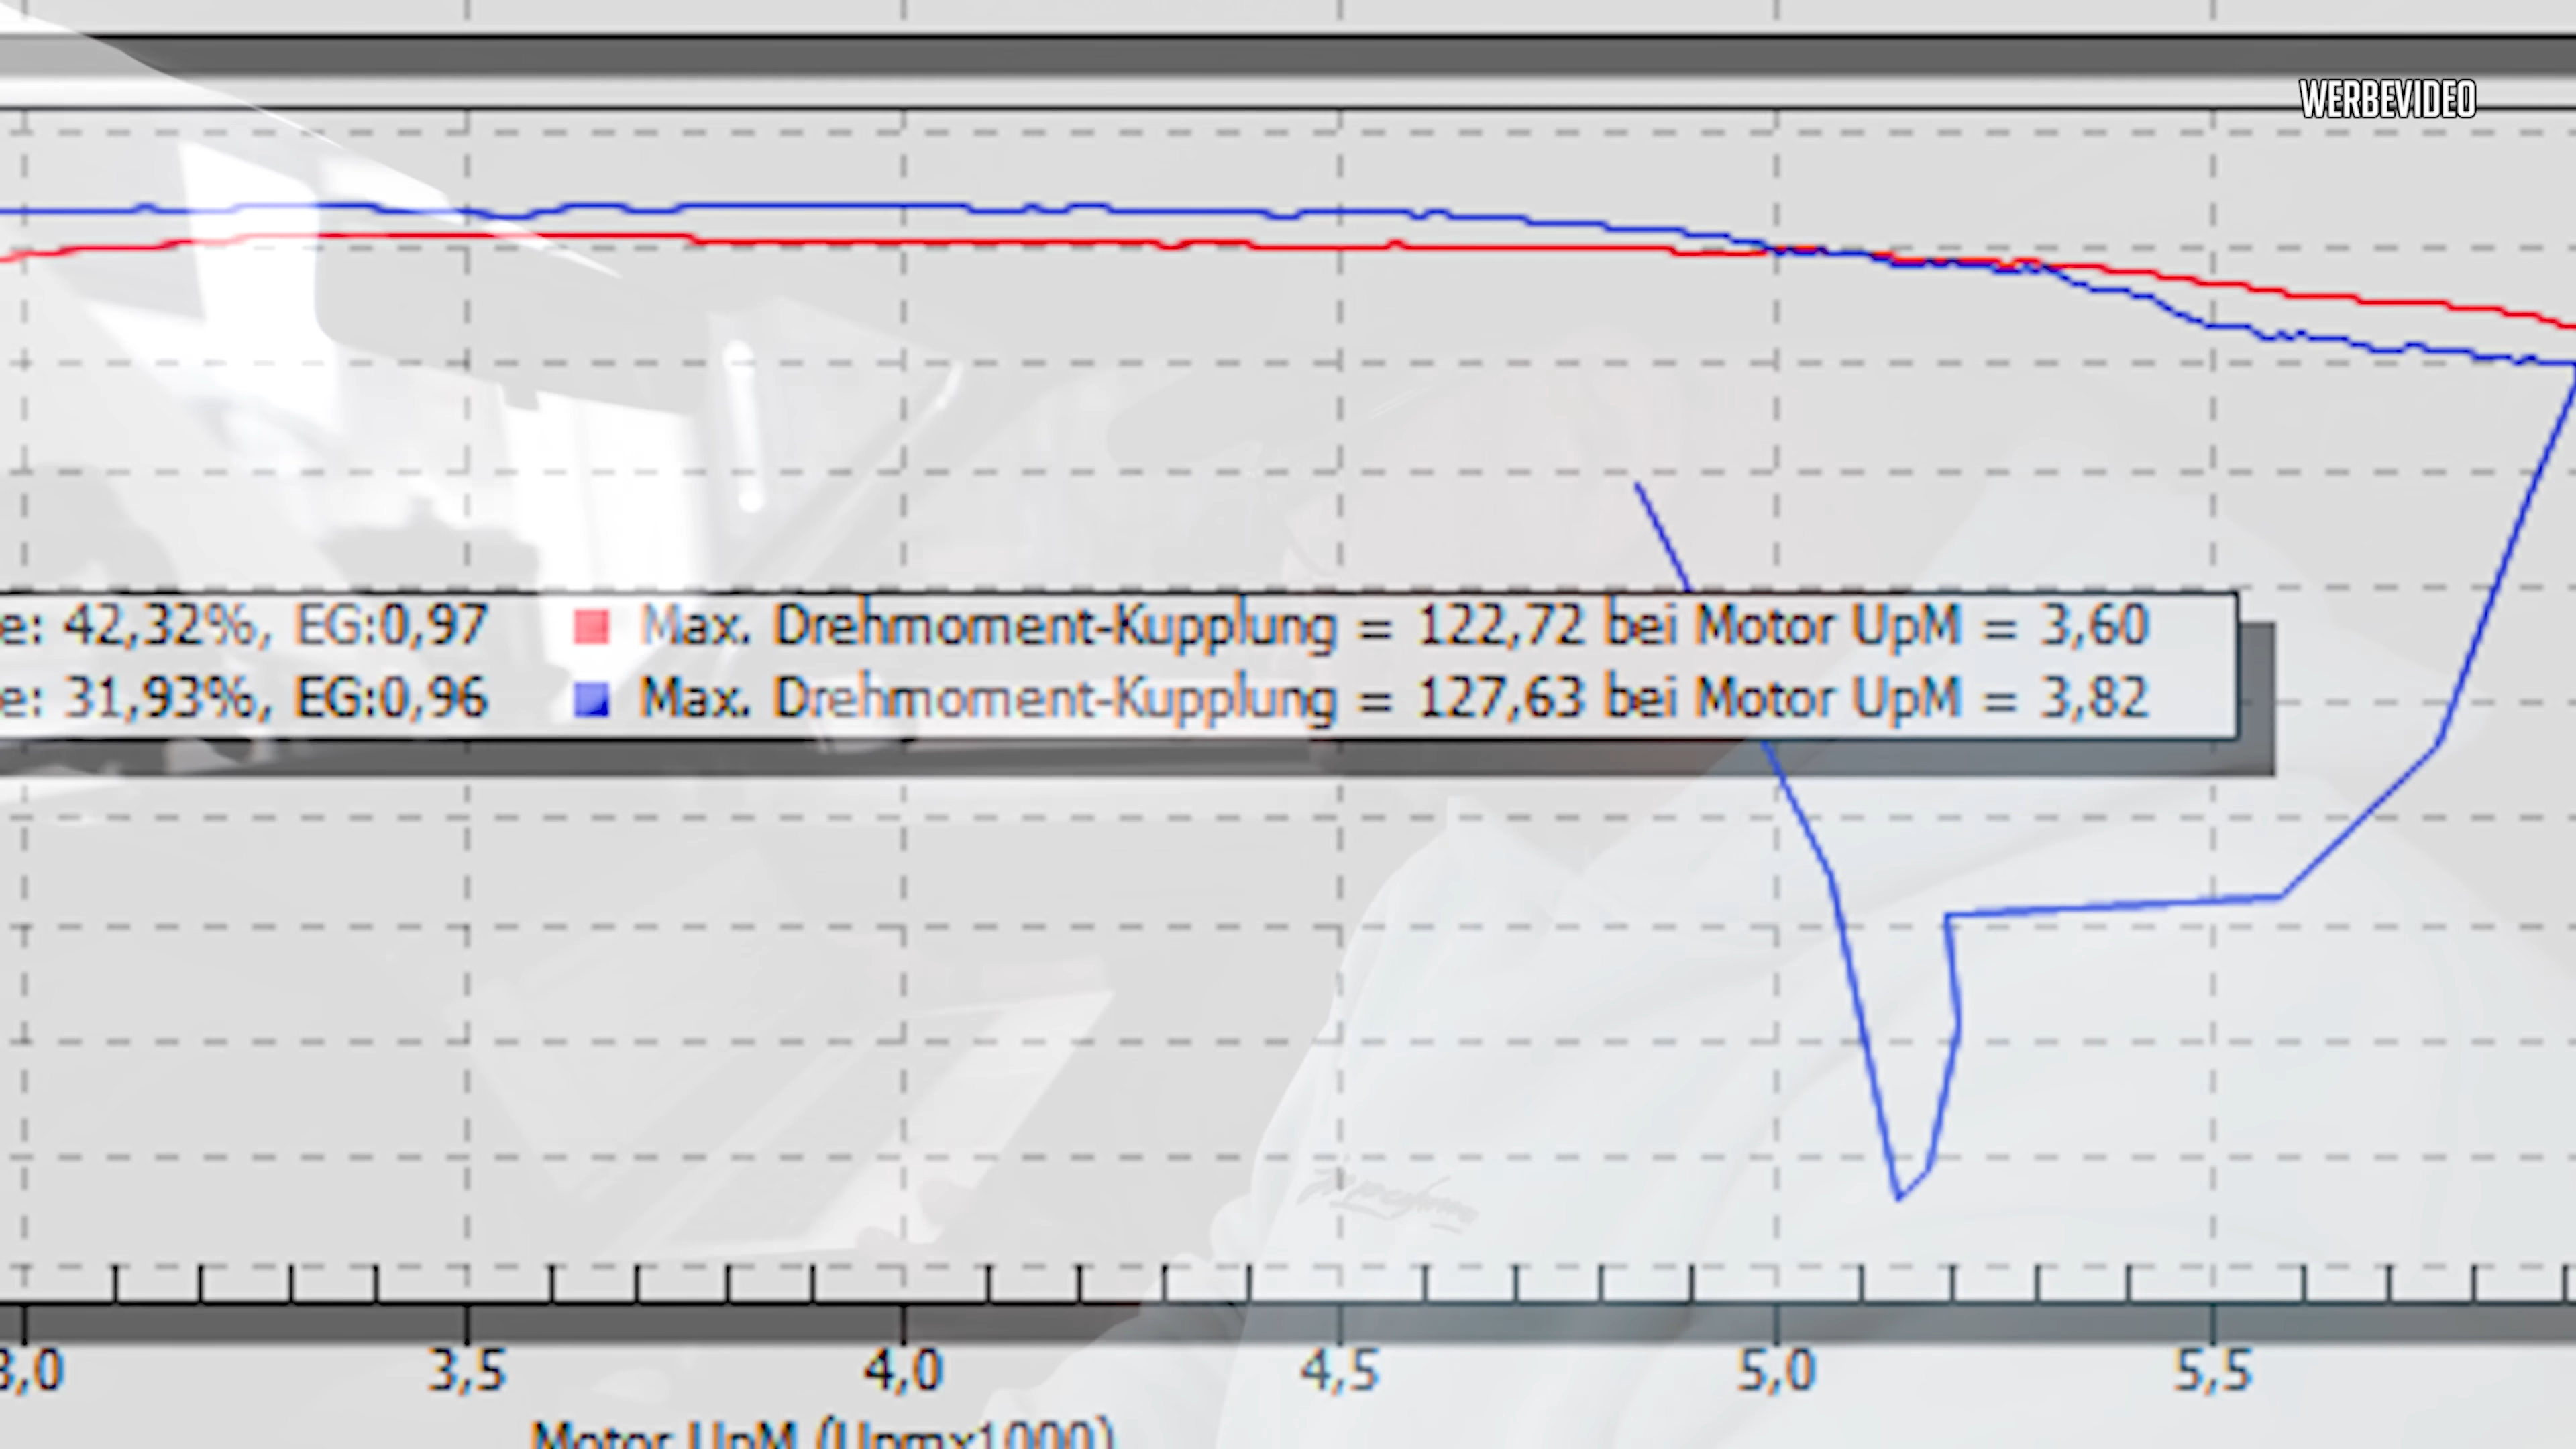 WERBEVIDEO
e: 42,32%, EG:0,97 Max. Drehmoment-Kupplung = 122,72 bei Motor UpM = 3,60
e: 31,93%, EG:0,96 Max. Drehmoment-Kupplung = 127,63 bei Motor UpM = 3,82
3,0 3,5 4,0 4,5 5,0 5,5
Motor UpM (Upmx1000)